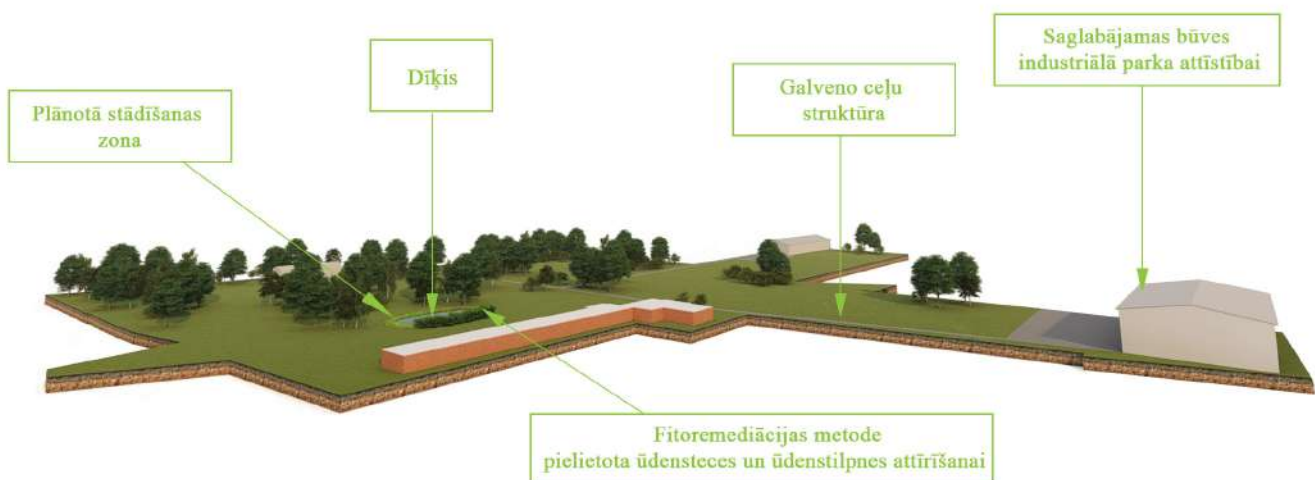 Plānotā stādīšanas
zona
Dīķis
Galveno ceļu
struktūra
Saglabājamas būves
industriālā parka attīstībai
Fitoremediācijas metode
pielietota ūdensteces un ūdenstilpnes attīrīšanai